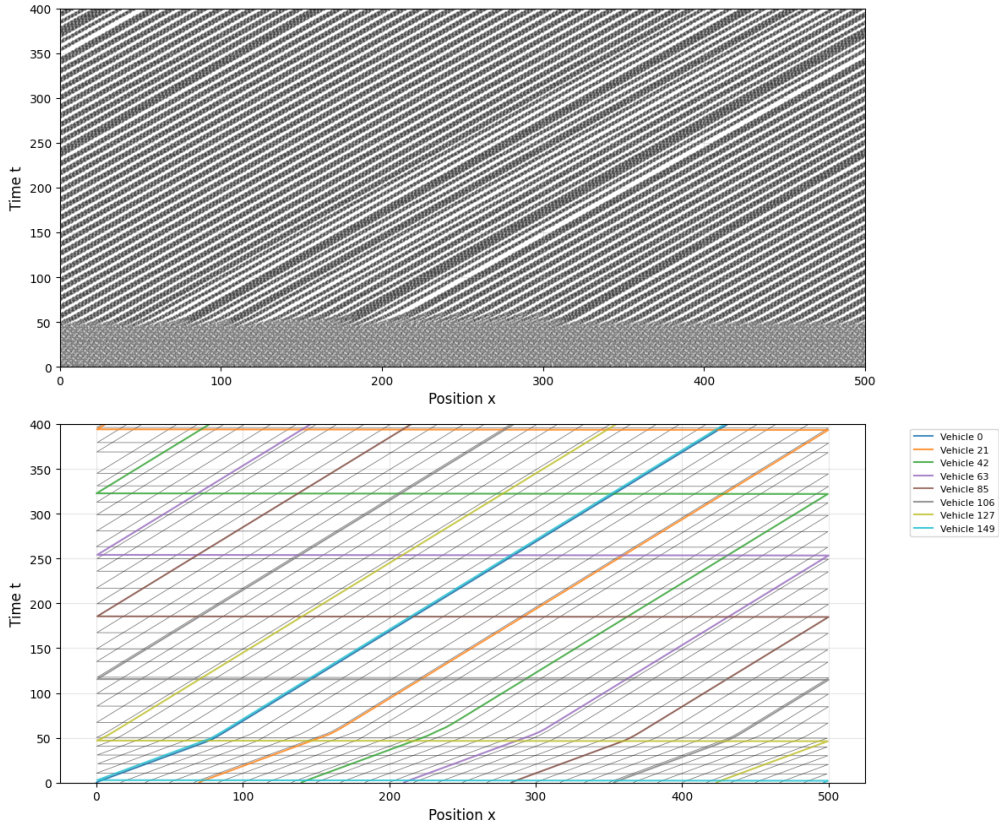 400
350
300
250
200
150
100
50
0
Time t
0 100 200 300 400 500
Position x
400
350
300
250
200
150
100
50
0
Time t
0 100 200 300 400 500
Position x
Vehicle 0
Vehicle 21
Vehicle 42
Vehicle 63
Vehicle 85
Vehicle 106
Vehicle 127
Vehicle 149